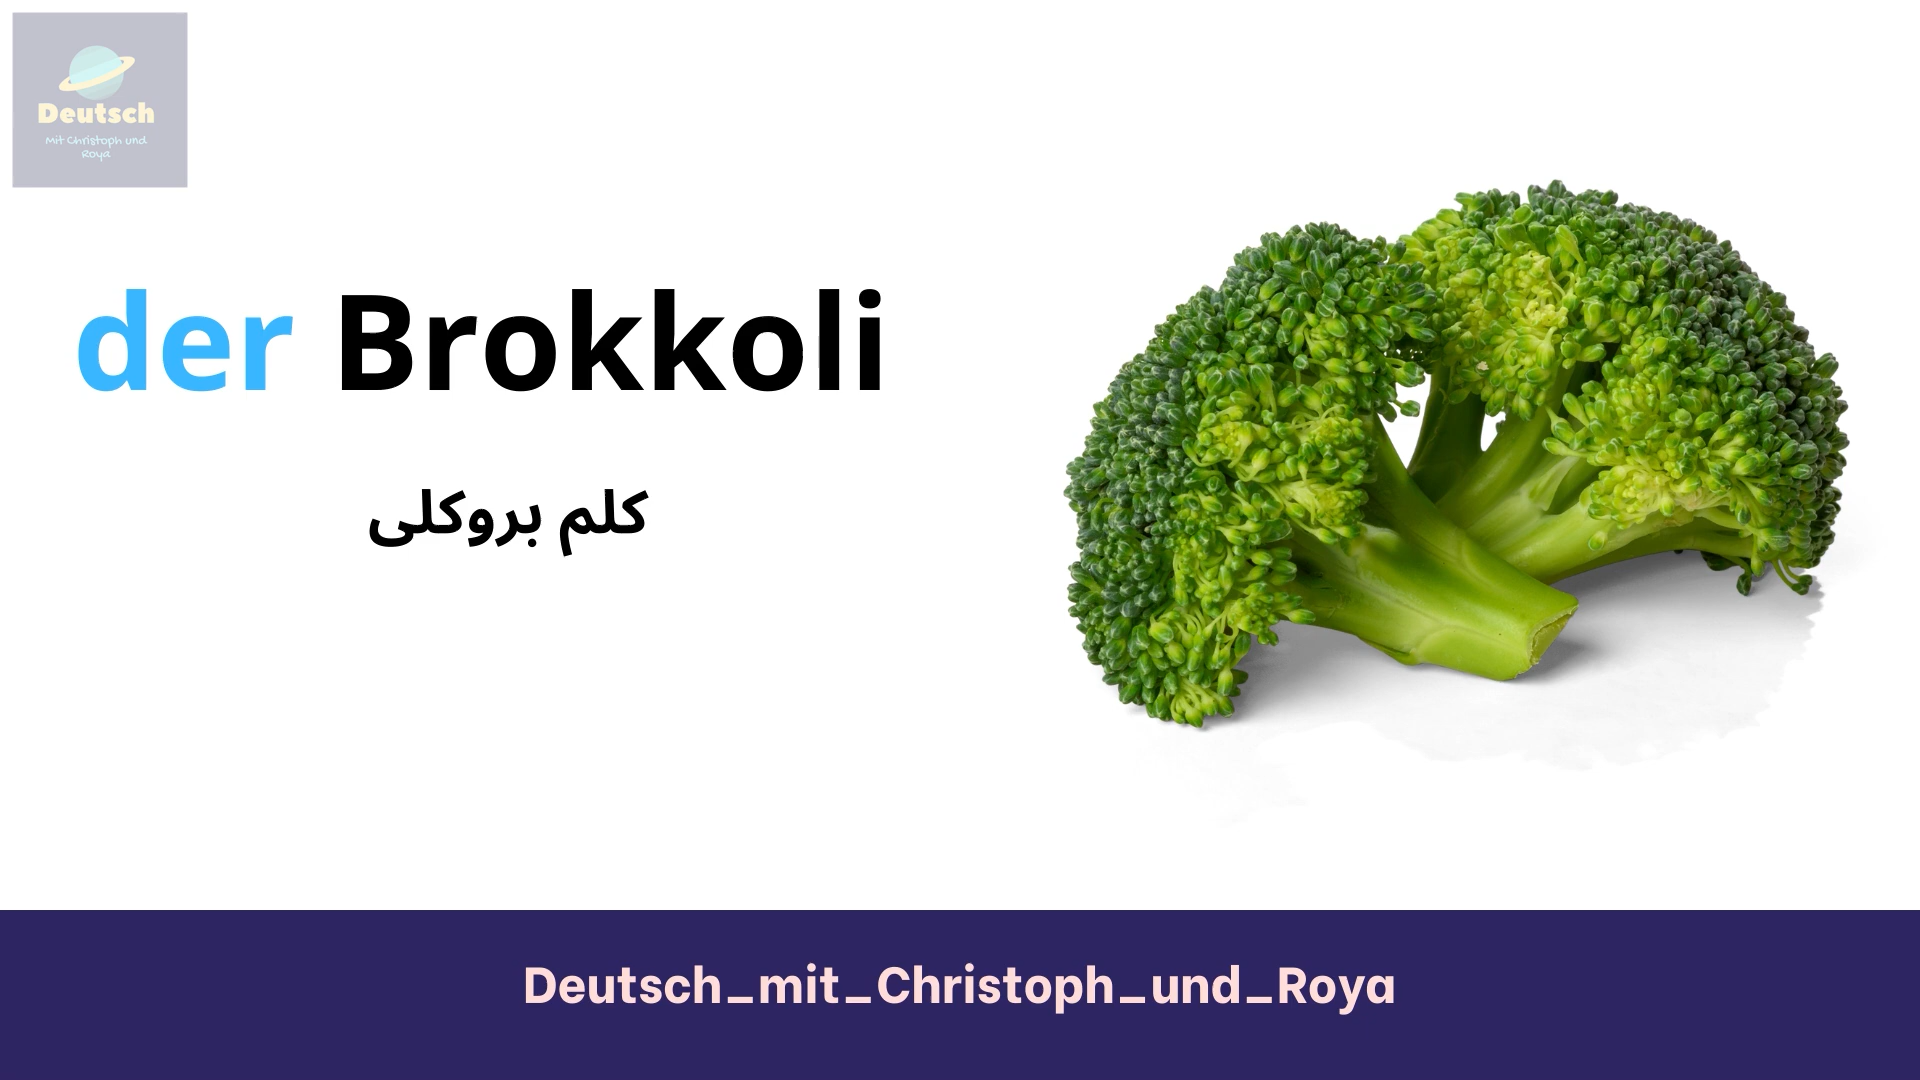 Deutsch
Mit Christoph und
Roya
der Brokkoli
کلم بروکلی
Deutsch_mit_Christoph_und_Roya